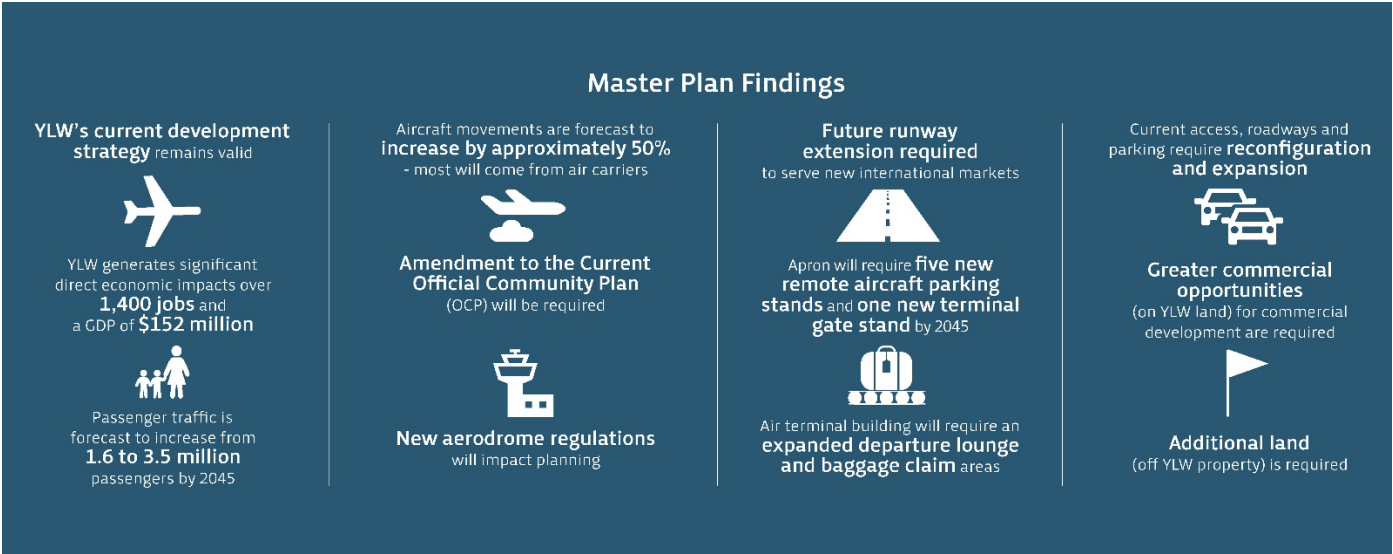 Master Plan Findings
YLW's current development
strategy remains valid
YLW generates significant
direct economic impacts over
1,400 jobs and
a GDP of $152 million
Passenger traffic is
forecast to increase from
1.6 to 3.5 million
passengers by 2045
Aircraft movements are forecast to
increase by approximately 50%
- most will come from air carriers
Amendment to the Current
Official Community Plan
(OCP) will be required
New aerodrome regulations
will impact planning
Future runway
extension required
to serve new international markets
Apron will require five new
remote aircraft parking
stands and one new terminal
gate stand by 2045
Air terminal building will require an
expanded departure lounge
and baggage claim areas
Current access, roadways and
parking require reconfiguration
and expansion
Greater commercial
opportunities
(on YLW land) for commercial
development are required
Additional land
(off YLW property) is required